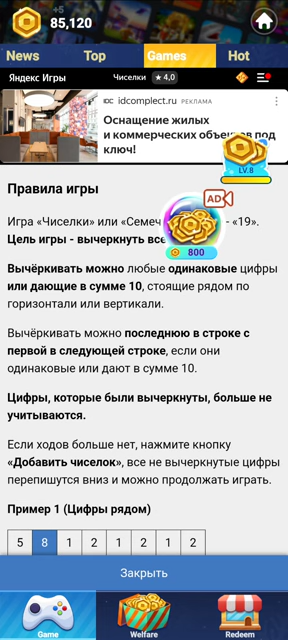 +5
85,120
News Top Games Hot
Яндекс Игры Чиселки ★ 4,0
IDC idcomplect.ru РЕКЛАМА
Оснащение жилых
и коммерческих объектов под
ключ!
LV.8
Правила игры
AD
Игра «Чиселки» или «Семеч - «19».
Цель игры - вычеркнуть все
800
Вычёркивать можно любые одинаковые цифры
или дающие в сумме 10, стоящие рядом по
горизонтали или вертикали.
Вычёркивать можно последнюю в строке с
первой в следующей строке, если они
одинаковые или дают в сумме 10.
Цифры, которые были вычеркнуты, больше не
учитываются.
Если ходов больше нет, нажмите кнопку
«Добавить чиселок», все не вычеркнутые цифры
перепишутся вниз и можно продолжать играть.
Пример 1 (Цифры рядом)
5 8 1 2 1 2 1 2
Закрыть
Game Welfare Redeem